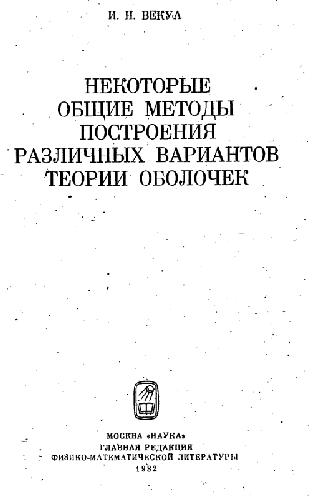 И. Н. ВЕКУА
НЕКОТОРЫЕ
ОБЩИЕ МЕТОДЫ
ПОСТРОЕНИЯ
РАЗЛИЧНЫХ ВАРИАНТОВ
ТЕОРИИ ОБОЛОЧЕК
МОСКВА «НАУКА»
ГЛАВНАЯ РЕДАКЦИЯ
ФИЗИКО-МАТЕМАТИЧЕСКОЙ ЛИТЕРАТУРЫ
1982